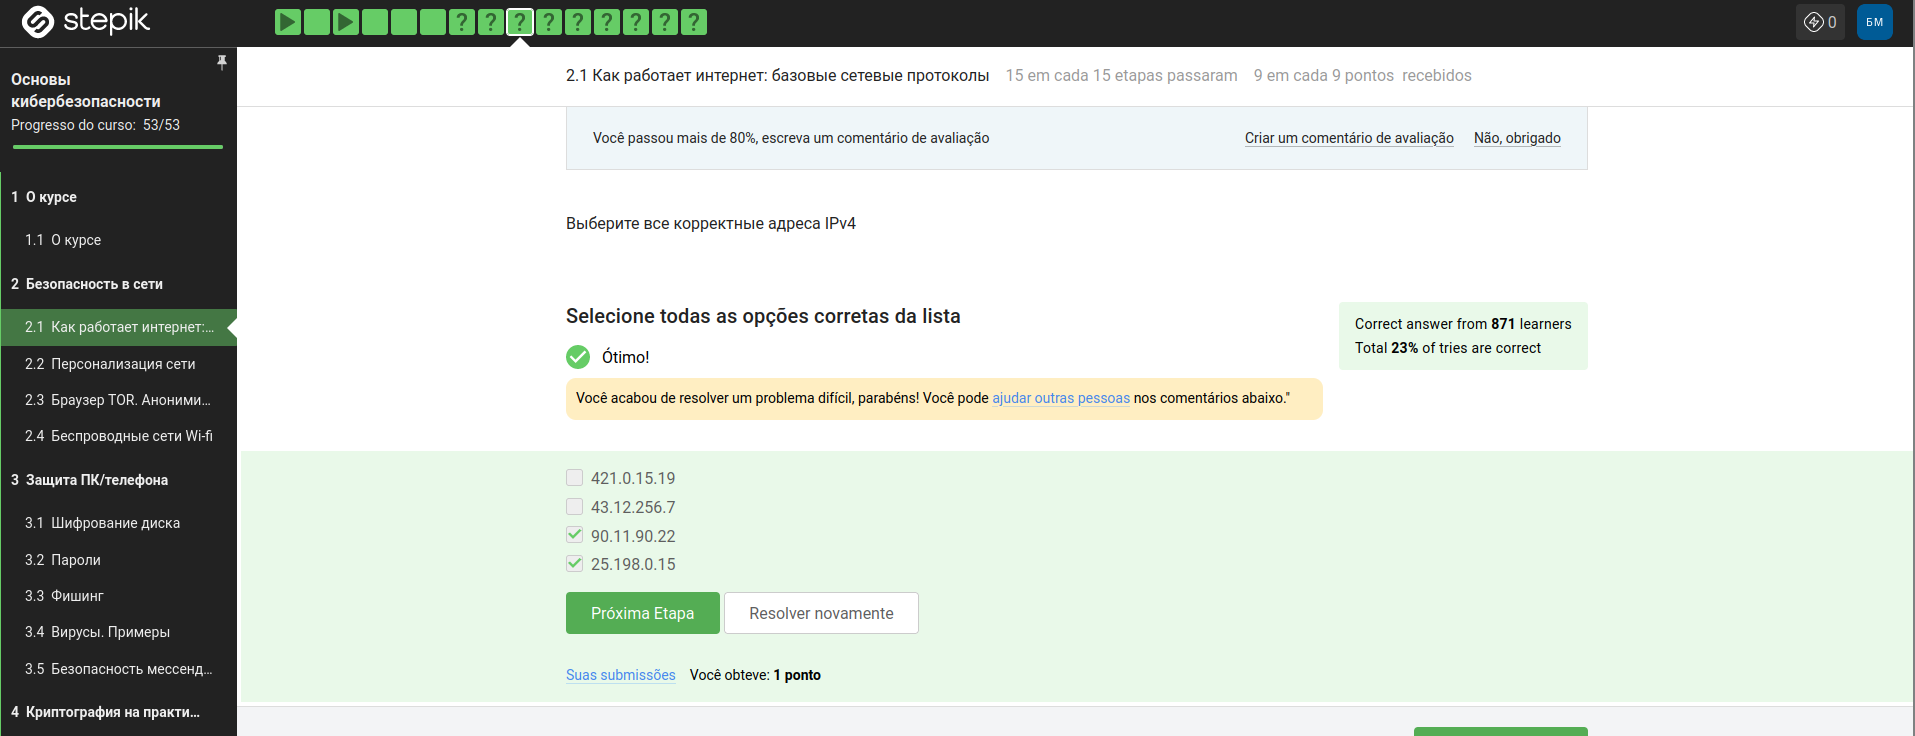 stepik
? ? ? ? ? ? ? ? ?
0
БМ
Основы
кибербезопасности
Progresso do curso: 53/53
1 О курсе
1.1 О курсе
2 Безопасность в сети
2.1 Как работает интернет:...
2.2 Персонализация сети
2.3 Браузер TOR. Аноними...
2.4 Беспроводные сети Wi-fi
3 Защита ПК/телефона
3.1 Шифрование диска
3.2 Пароли
3.3 Фишинг
3.4 Вирусы. Примеры
3.5 Безопасность мессенд...
4 Криптография на практи...
2.1 Как работает интернет: базовые сетевые протоколы 15 em cada 15 etapas passaram 9 em cada 9 pontos recebidos
Você passou mais de 80%, escreva um comentário de avaliação Criar um comentário de avaliação Não, obrigado
Выберите все корректные адреса IPv4
Selecione todas as opções corretas da lista
Correct answer from 871 learners
Total 23% of tries are correct
Ótimo!
Você acabou de resolver um problema difícil, parabéns! Você pode ajudar outras pessoas nos comentários abaixo."
421.0.15.19
43.12.256.7
90.11.90.22
25.198.0.15
Próxima Etapa Resolver novamente
Suas submissões Você obteve: 1 ponto